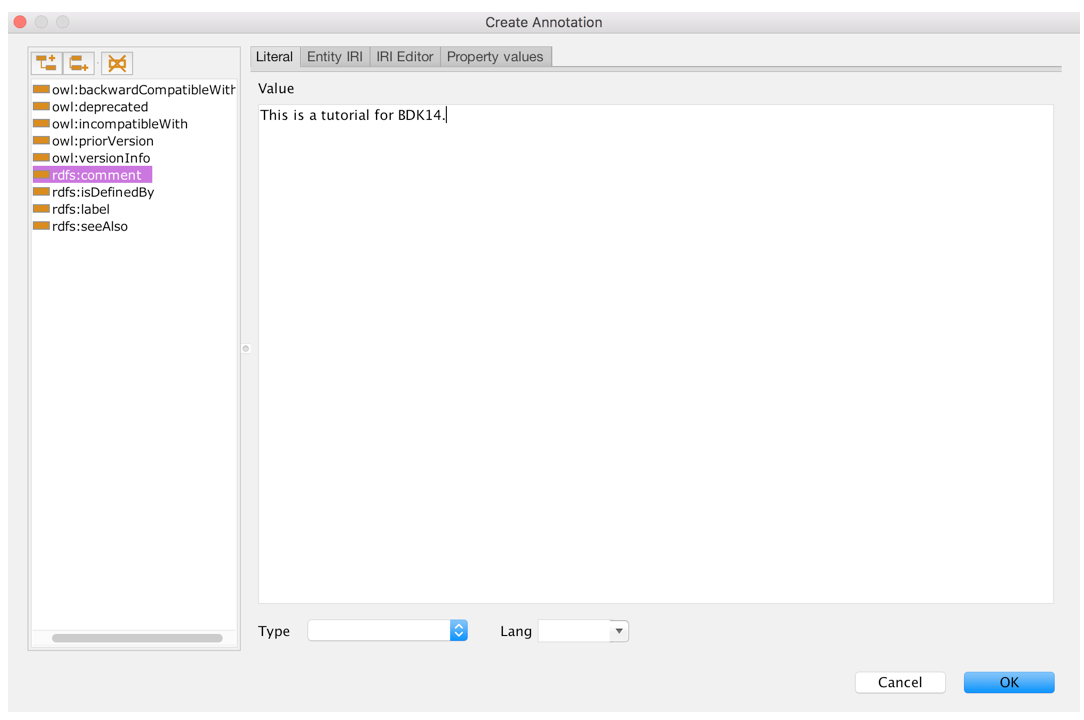 Create Annotation
owl:backwardCompatibleWith
owl:deprecated
owl:incompatibleWith
owl:priorVersion
owl:versionInfo
rdfs:comment
rdfs:isDefinedBy
rdfs:label
rdfs:seeAlso
Literal Entity IRI IRI Editor Property values
Value
This is a tutorial for BDK14.
Type Lang
Cancel OK